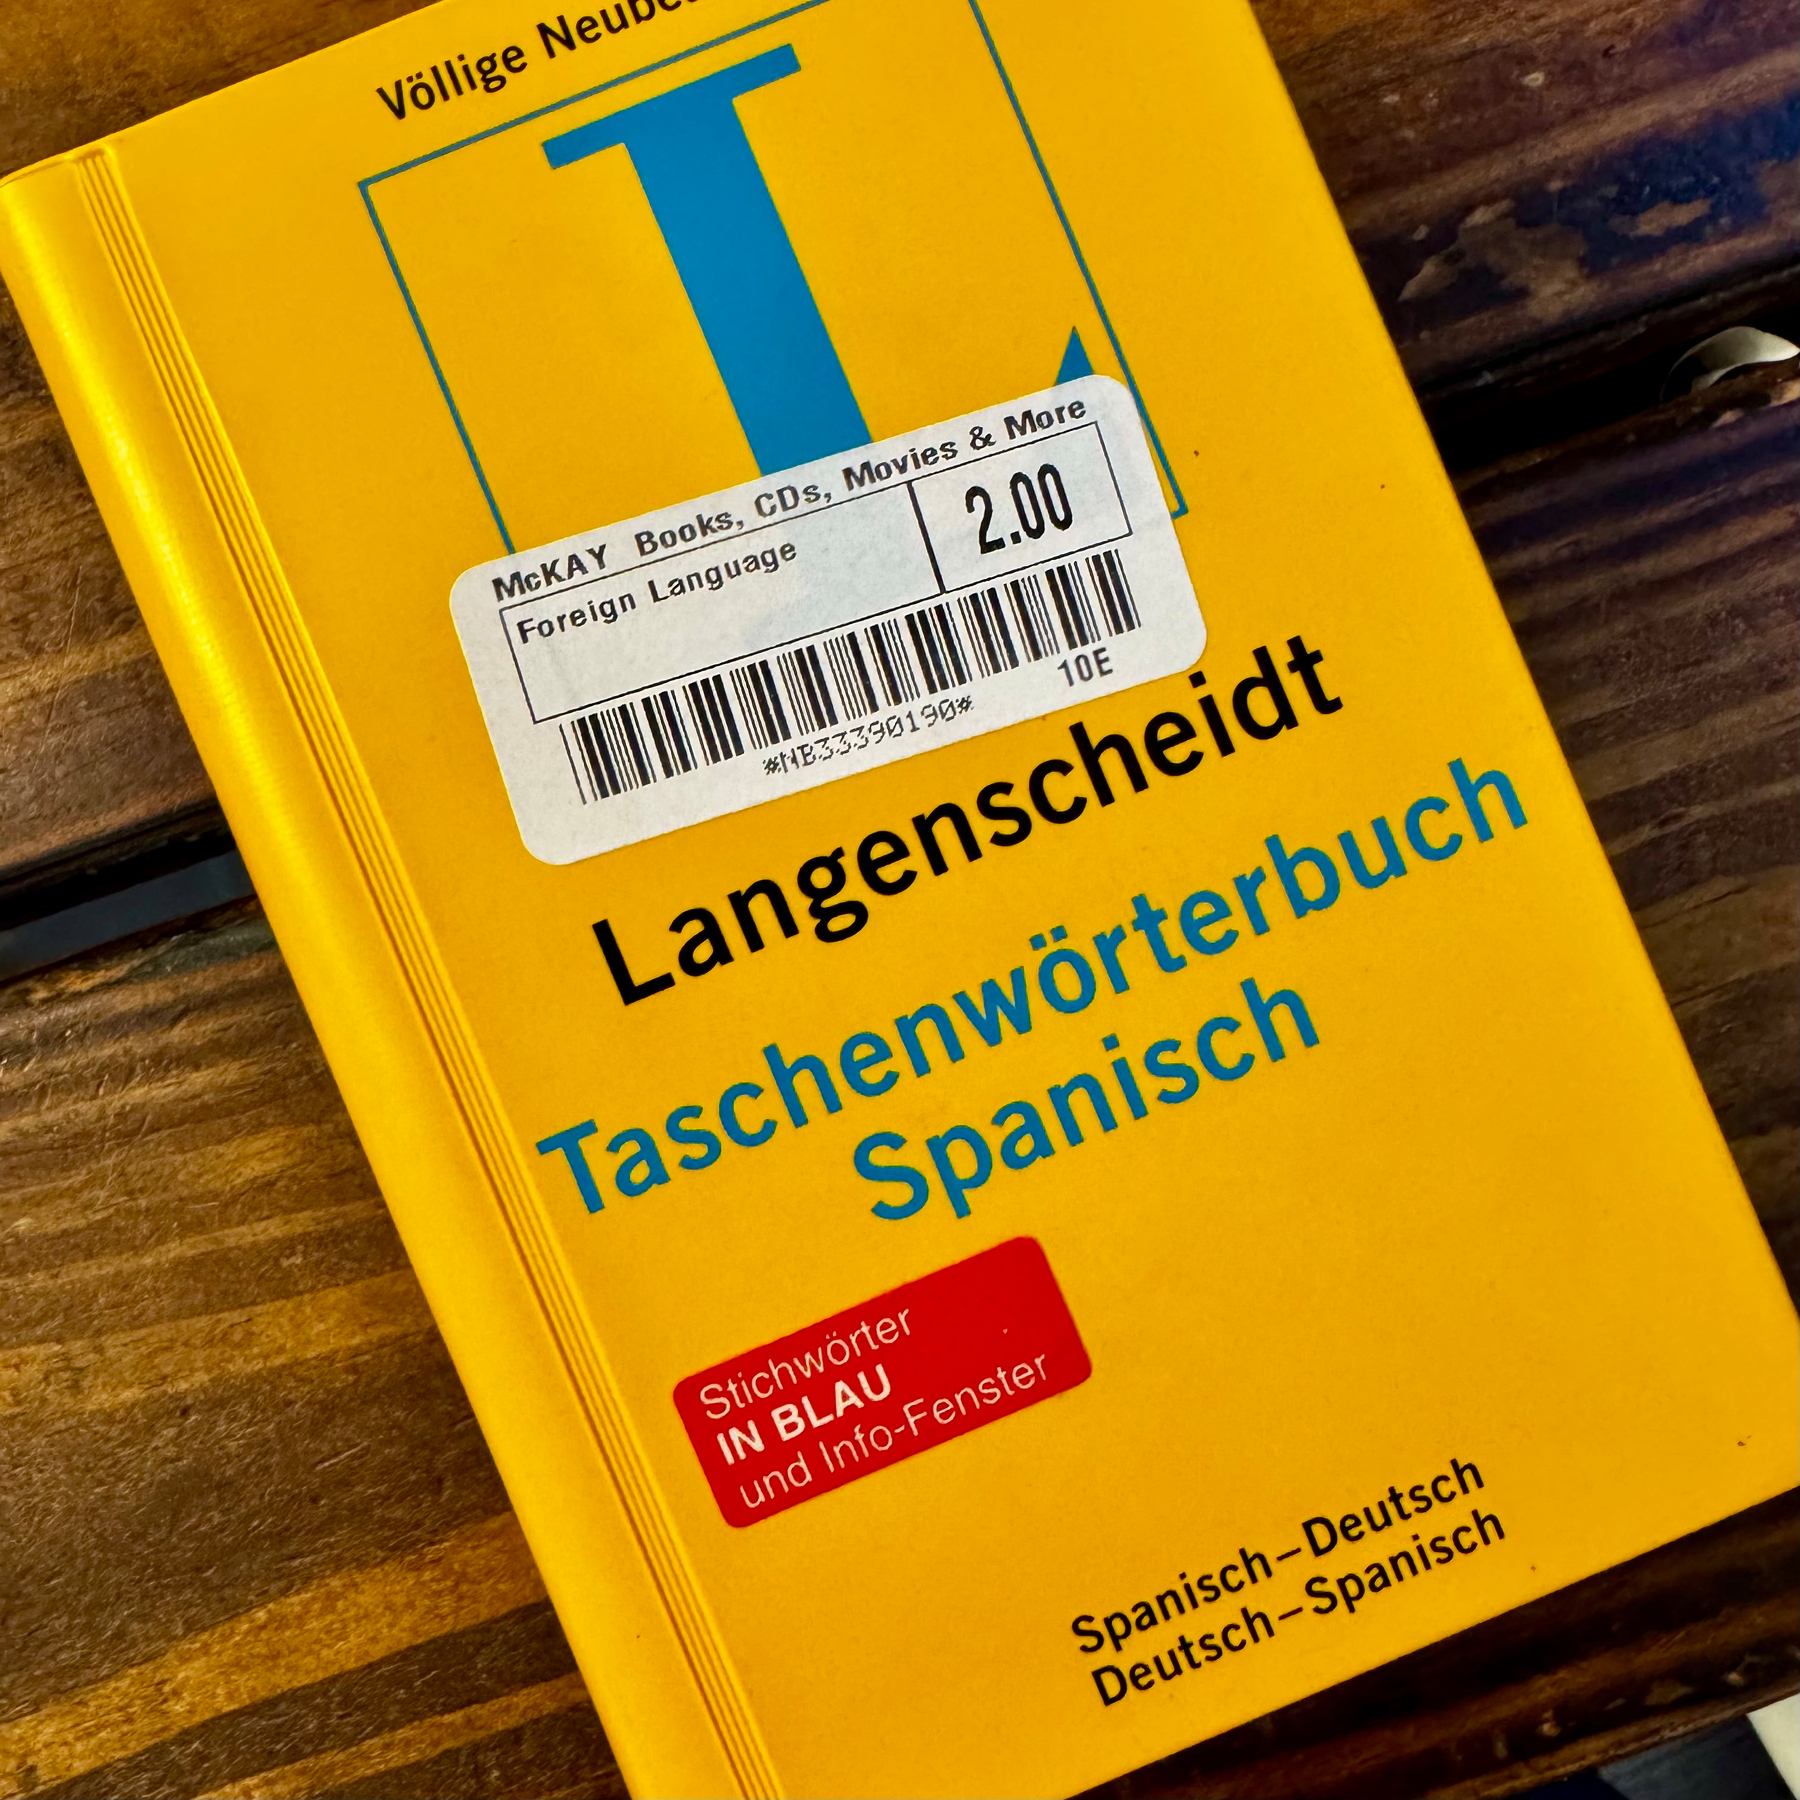 Völlige
L
McKAY Books, CDs, Movies & More
Foreign Language
2.00
*NB33390190*
10E
Langenscheidt
Taschenwörterbuch
Spanisch
Stichwörter
IN BLAU
und Info-Fenster
Spanisch–Deutsch
Deutsch–Spanisch